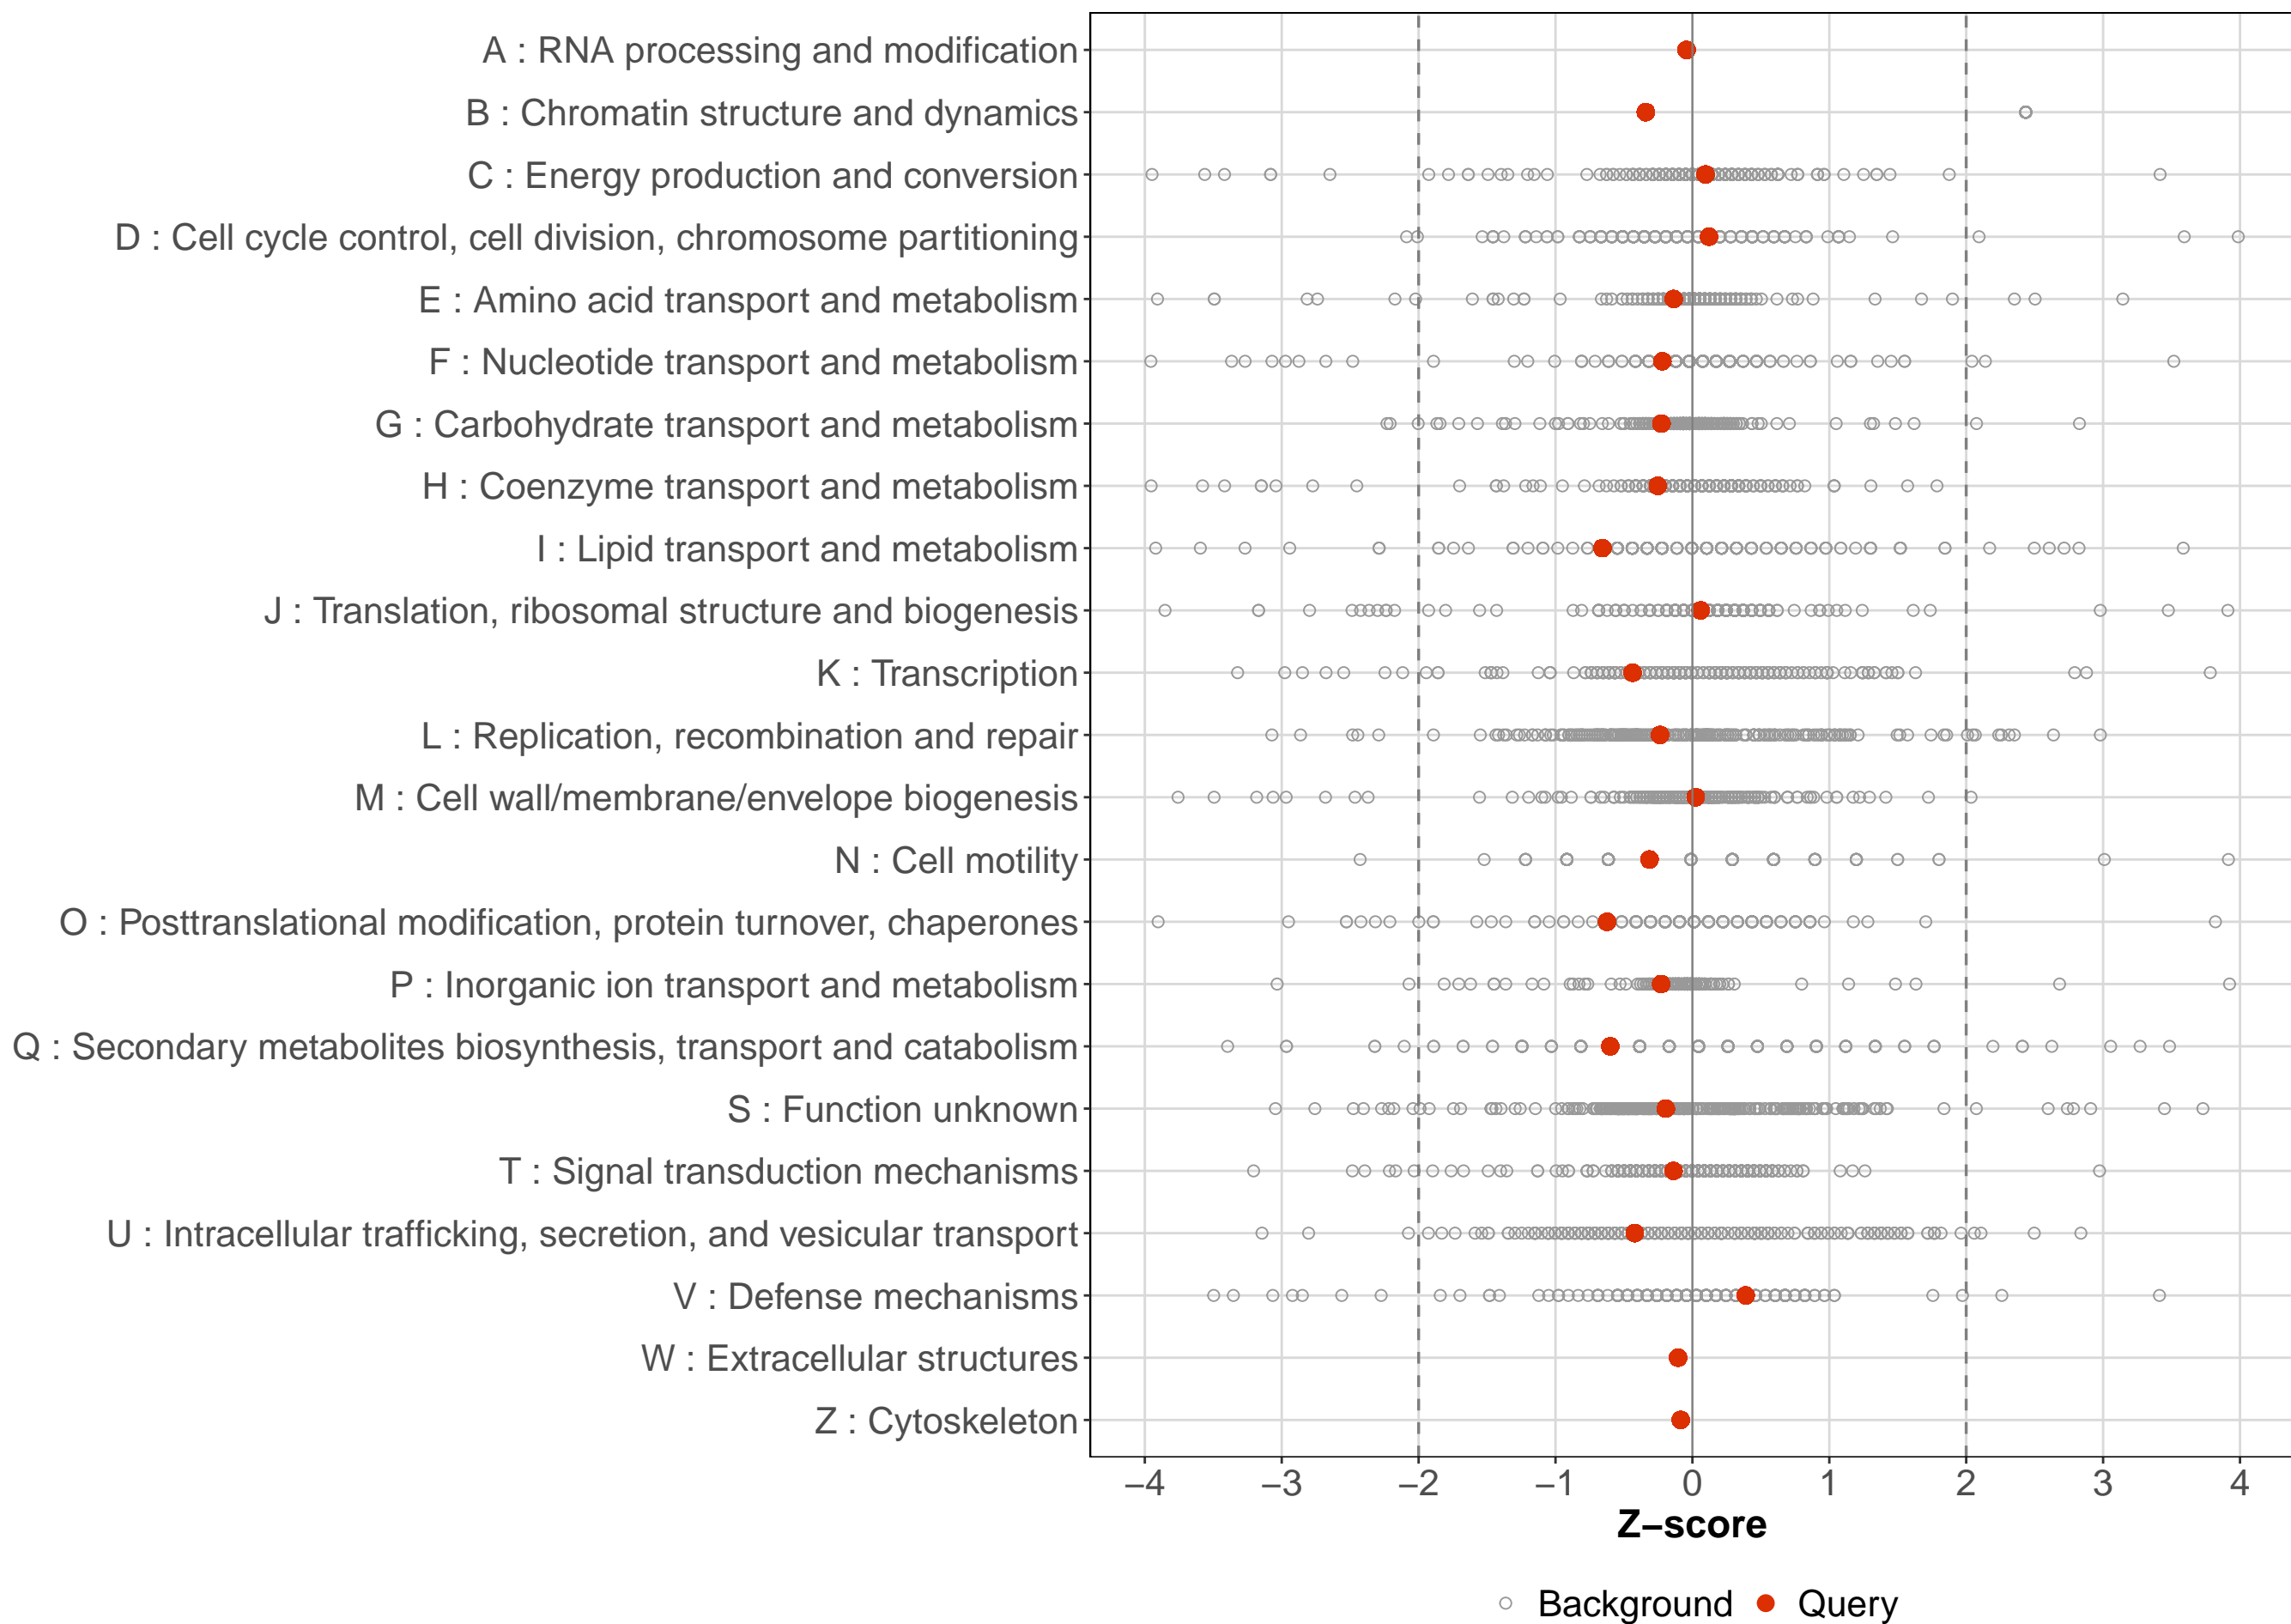 A : RNA processing and modification
B : Chromatin structure and dynamics
C : Energy production and conversion
D : Cell cycle control, cell division, chromosome partitioning
E : Amino acid transport and metabolism
F : Nucleotide transport and metabolism
G : Carbohydrate transport and metabolism
H : Coenzyme transport and metabolism
I : Lipid transport and metabolism
J : Translation, ribosomal structure and biogenesis
K : Transcription
L : Replication, recombination and repair
M : Cell wall/membrane/envelope biogenesis
N : Cell motility
O : Posttranslational modification, protein turnover, chaperones
P : Inorganic ion transport and metabolism
Q : Secondary metabolites biosynthesis, transport and catabolism
S : Function unknown
T : Signal transduction mechanisms
U : Intracellular trafficking, secretion, and vesicular transport
V : Defense mechanisms
W : Extracellular structures
Z : Cytoskeleton
−4 −3 −2 −1 0 1 2 3 4
Z−score
Background Query